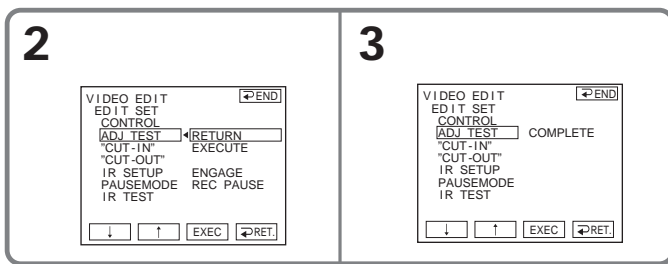 2
VIDEO EDIT ⮐END
EDIT SET
CONTROL
ADJ TEST RETURN
"CUT-IN" EXECUTE
"CUT-OUT"
IR SETUP ENGAGE
PAUSEMODE REC PAUSE
IR TEST
↓ ↑ EXEC ⮐RET.
3
VIDEO EDIT ⮐END
EDIT SET
CONTROL
ADJ TEST COMPLETE
"CUT-IN"
"CUT-OUT"
IR SETUP
PAUSEMODE
IR TEST
↓ ↑ EXEC ⮐RET.